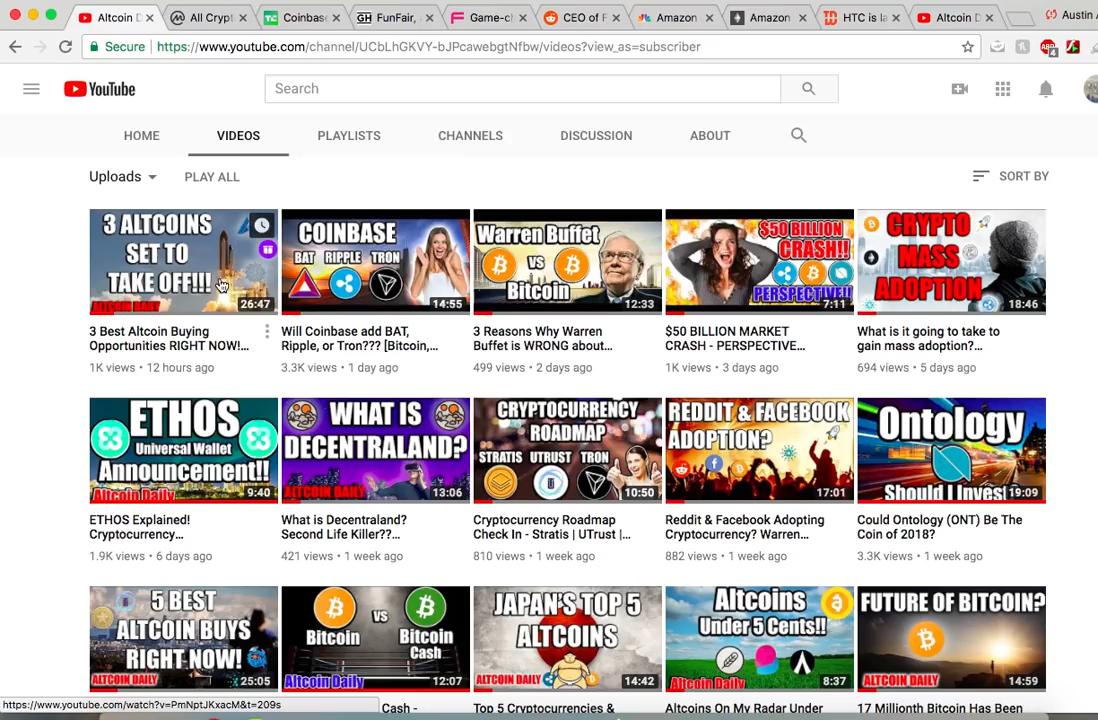 Altcoin D
All Crypt
Coinbas
FunFair,
Game-c
CEO of F
Amazon
Amazon
HTC is la
Altcoin D
Austin
Secure
https://www.youtube.com/channel/UCbLhGKVY-bJPcawebgtNfbw/videos?view_as=subscriber
YouTube
Search
HOME
VIDEOS
PLAYLISTS
CHANNELS
DISCUSSION
ABOUT
Uploads
PLAY ALL
SORT BY
3 ALTCOINS
SET TO
TAKE OFF!!!
ALTCOIN DAILY
26:47
COINBASE
BAT RIPPLE TRON
14:55
Warren Buffet
VS
Bitcoin
12:33
$50 BILLION
CRASH!!
PERSPECTIVE!!
7:11
CRYPTO
MASS
ADOPTION
18:46
3 Best Altcoin Buying
Opportunities RIGHT NOW!...
1K views • 12 hours ago
Will Coinbase add BAT,
Ripple, or Tron??? [Bitcoin,...
3.3K views • 1 day ago
3 Reasons Why Warren
Buffet is WRONG about...
499 views • 2 days ago
$50 BILLION MARKET
CRASH - PERSPECTIVE...
1K views • 3 days ago
What is it going to take to
gain mass adoption?...
694 views • 5 days ago
ETHOS
Universal Wallet
Announcement!!
Altcoin Daily
9:40
WHAT IS
DECENTRALAND?
ALTCOIN DAILY
13:06
CRYPTOCURRENCY
ROADMAP
STRATIS UTRUST TRON
10:50
REDDIT & FACEBOOK
ADOPTION?
17:01
Ontology
Should I Invest
19:09
ETHOS Explained!
Cryptocurrency...
1.9K views • 6 days ago
What is Decentraland?
Second Life Killer??...
421 views • 1 week ago
Cryptocurrency Roadmap
Check In - Stratis | UTrust |...
810 views • 1 week ago
Reddit & Facebook Adopting
Cryptocurrency? Warren...
882 views • 1 week ago
Could Ontology (ONT) Be The
Coin of 2018?
3.3K views • 1 week ago
5 BEST
ALTCOIN BUYS
RIGHT NOW!
25:05
VS
Bitcoin
Bitcoin
Cash
Altcoin Daily
12:07
JAPAN'S TOP 5
ALTCOINS
14:42
Altcoins
Under 5 Cents!!
ALTCOIN DAILY
8:37
FUTURE OF BITCOIN?
ALTCOIN DAILY
14:59
https://www.youtube.com/watch?v=PmNptJKxacM&t=209s
Cash -
Top 5 Cryptocurrencies &
Altcoins On My Radar Under
17 Millionth Bitcoin Has Been